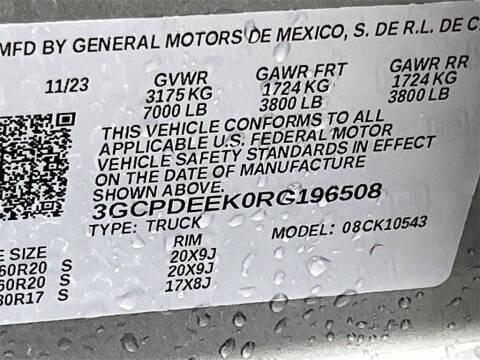 MFD BY GENERAL MOTORS DE MEXICO, S. DE R.L. DE C
11/23 GVWR GAWR FRT GAWR RR
3175 KG 1724 KG 1724 KG
7000 LB 3800 LB 3800 LB
THIS VEHICLE CONFORMS TO ALL
APPLICABLE U.S. FEDERAL MOTOR
VEHICLE SAFETY STANDARDS IN EFFECT
ON THE DATE OF MANUFACTURE
SHOWN ABOVE.
3GCPDEEK0RG196508
TYPE: TRUCK MODEL: 08CK10543
E SIZE RIM
60R20 S 20X9J
60R20 S 20X9J
80R17 S 17X8J